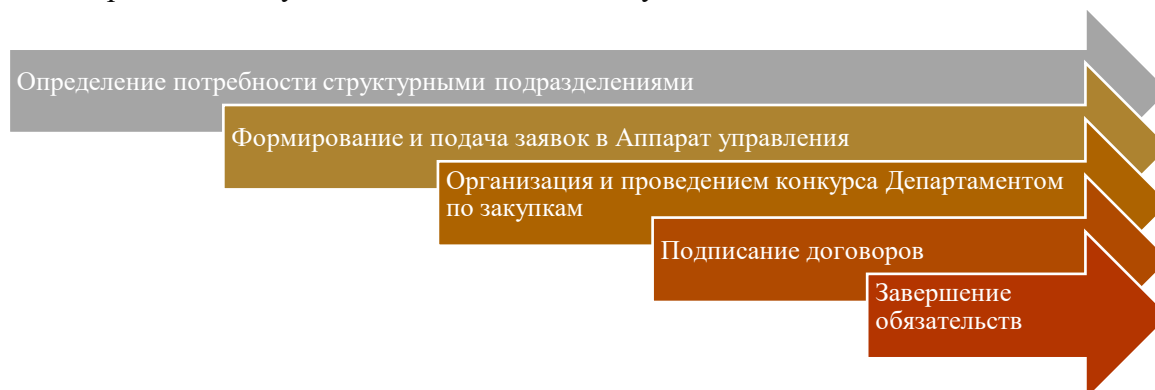 Определение потребности структурными подразделениями
Формирование и подача заявок в Аппарат управления
Организация и проведением конкурса Департаментом
по закупкам
Подписание договоров
Завершение
обязательств